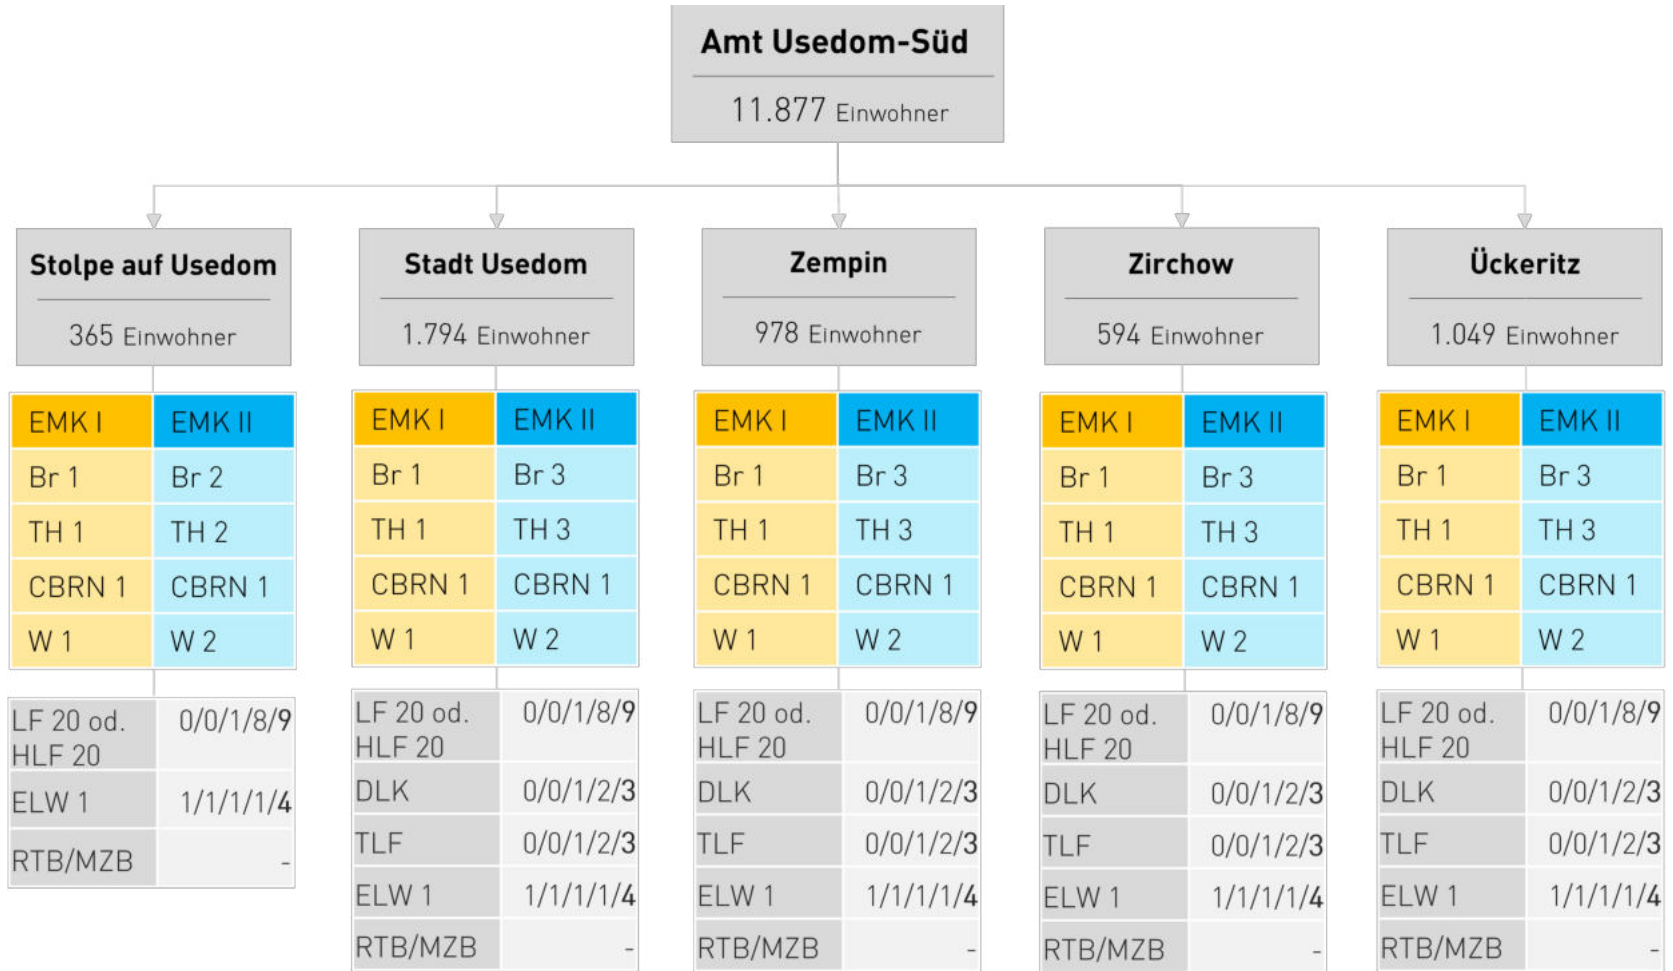 Amt Usedom-Süd
11.877 Einwohner
Stolpe auf Usedom
365 Einwohner
EMK I EMK II
Br 1 Br 2
TH 1 TH 2
CBRN 1 CBRN 1
W 1 W 2
LF 20 od. 0/0/1/8/9
HLF 20
ELW 1 1/1/1/1/4
RTB/MZB -
Stadt Usedom
1.794 Einwohner
EMK I EMK II
Br 1 Br 3
TH 1 TH 3
CBRN 1 CBRN 1
W 1 W 2
LF 20 od. 0/0/1/8/9
HLF 20
DLK 0/0/1/2/3
TLF 0/0/1/2/3
ELW 1 1/1/1/1/4
RTB/MZB -
Zempin
978 Einwohner
EMK I EMK II
Br 1 Br 3
TH 1 TH 3
CBRN 1 CBRN 1
W 1 W 2
LF 20 od. 0/0/1/8/9
HLF 20
DLK 0/0/1/2/3
TLF 0/0/1/2/3
ELW 1 1/1/1/1/4
RTB/MZB -
Zirchow
594 Einwohner
EMK I EMK II
Br 1 Br 3
TH 1 TH 3
CBRN 1 CBRN 1
W 1 W 2
LF 20 od. 0/0/1/8/9
HLF 20
DLK 0/0/1/2/3
TLF 0/0/1/2/3
ELW 1 1/1/1/1/4
RTB/MZB -
Ückeritz
1.049 Einwohner
EMK I EMK II
Br 1 Br 3
TH 1 TH 3
CBRN 1 CBRN 1
W 1 W 2
LF 20 od. 0/0/1/8/9
HLF 20
DLK 0/0/1/2/3
TLF 0/0/1/2/3
ELW 1 1/1/1/1/4
RTB/MZB -